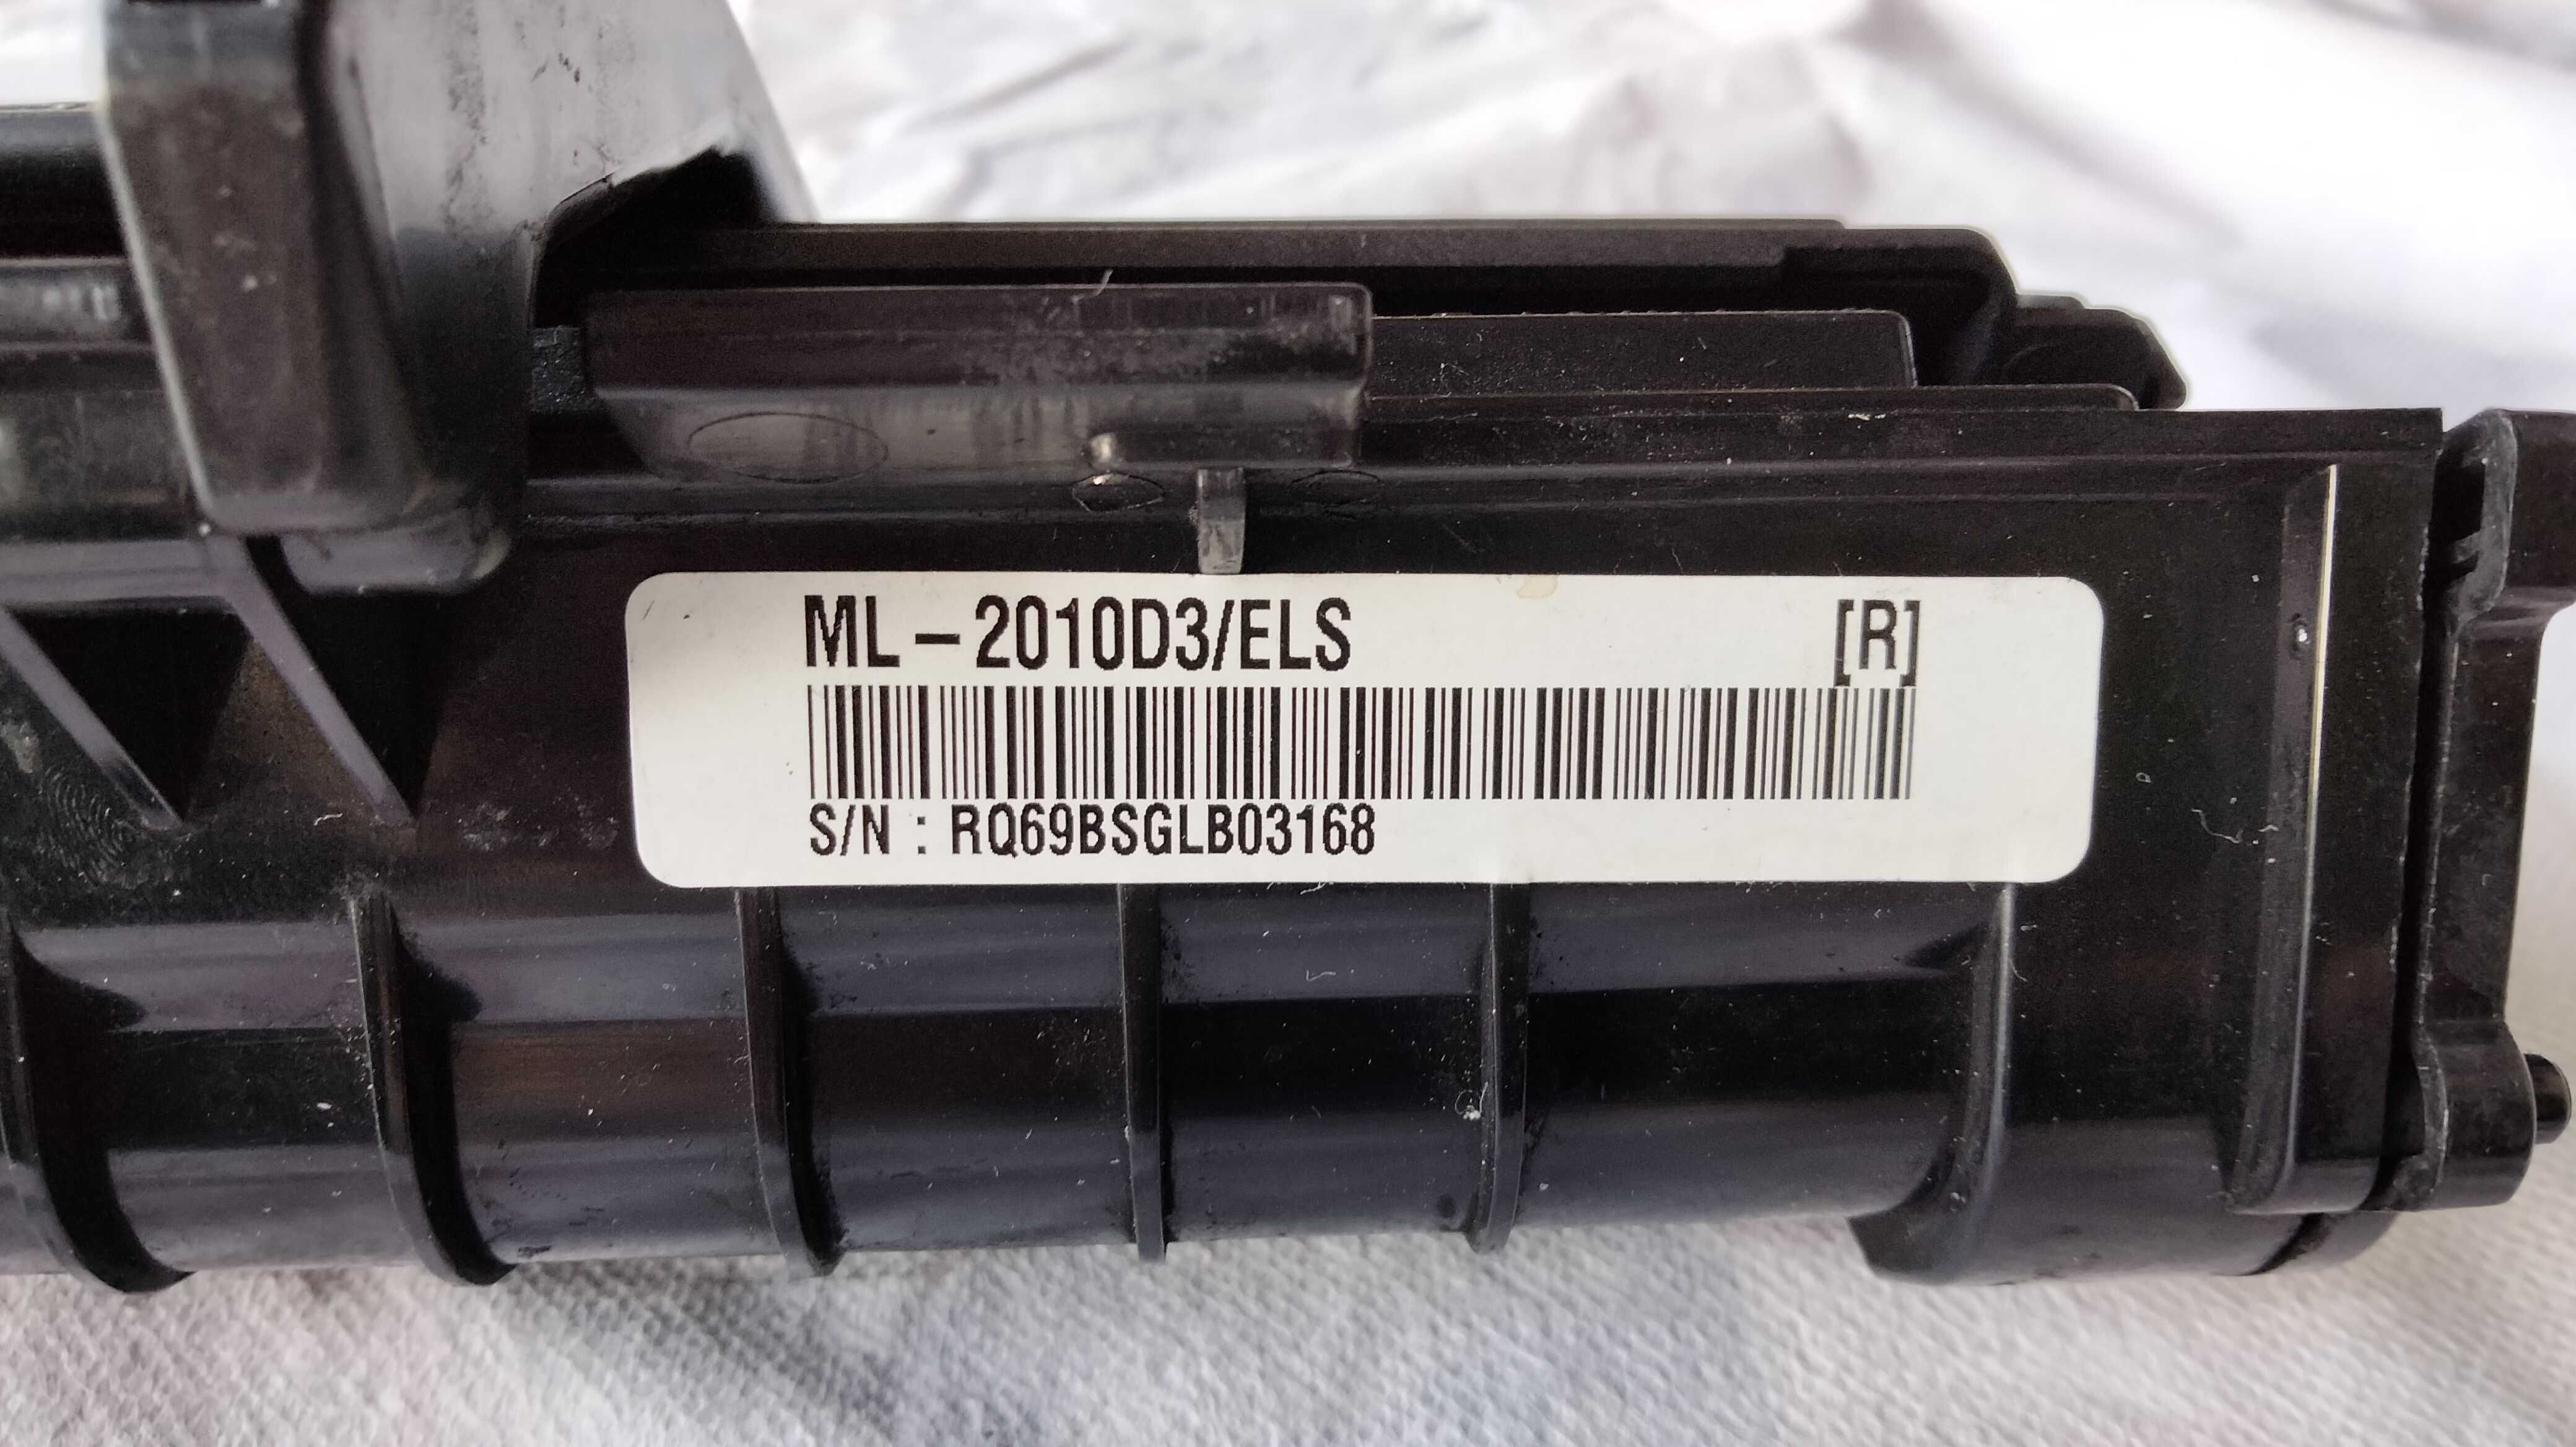 ML-2010D3/ELS [R]
S/N : RQ69BSGLB03168